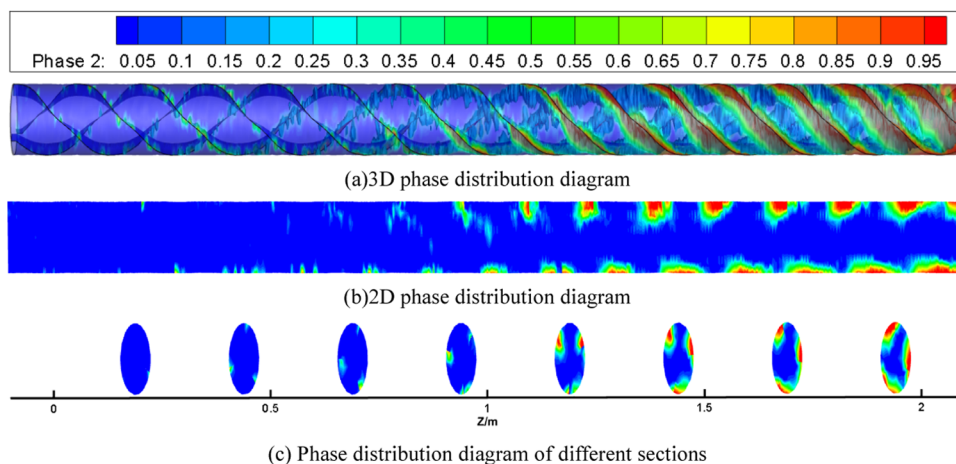 Phase 2: 0.05 0.1 0.15 0.2 0.25 0.3 0.35 0.4 0.45 0.5 0.55 0.6 0.65 0.7 0.75 0.8 0.85 0.9 0.95
(a)3D phase distribution diagram
(b)2D phase distribution diagram
0 0.5 1 1.5 2
Z/m
(c) Phase distribution diagram of different sections